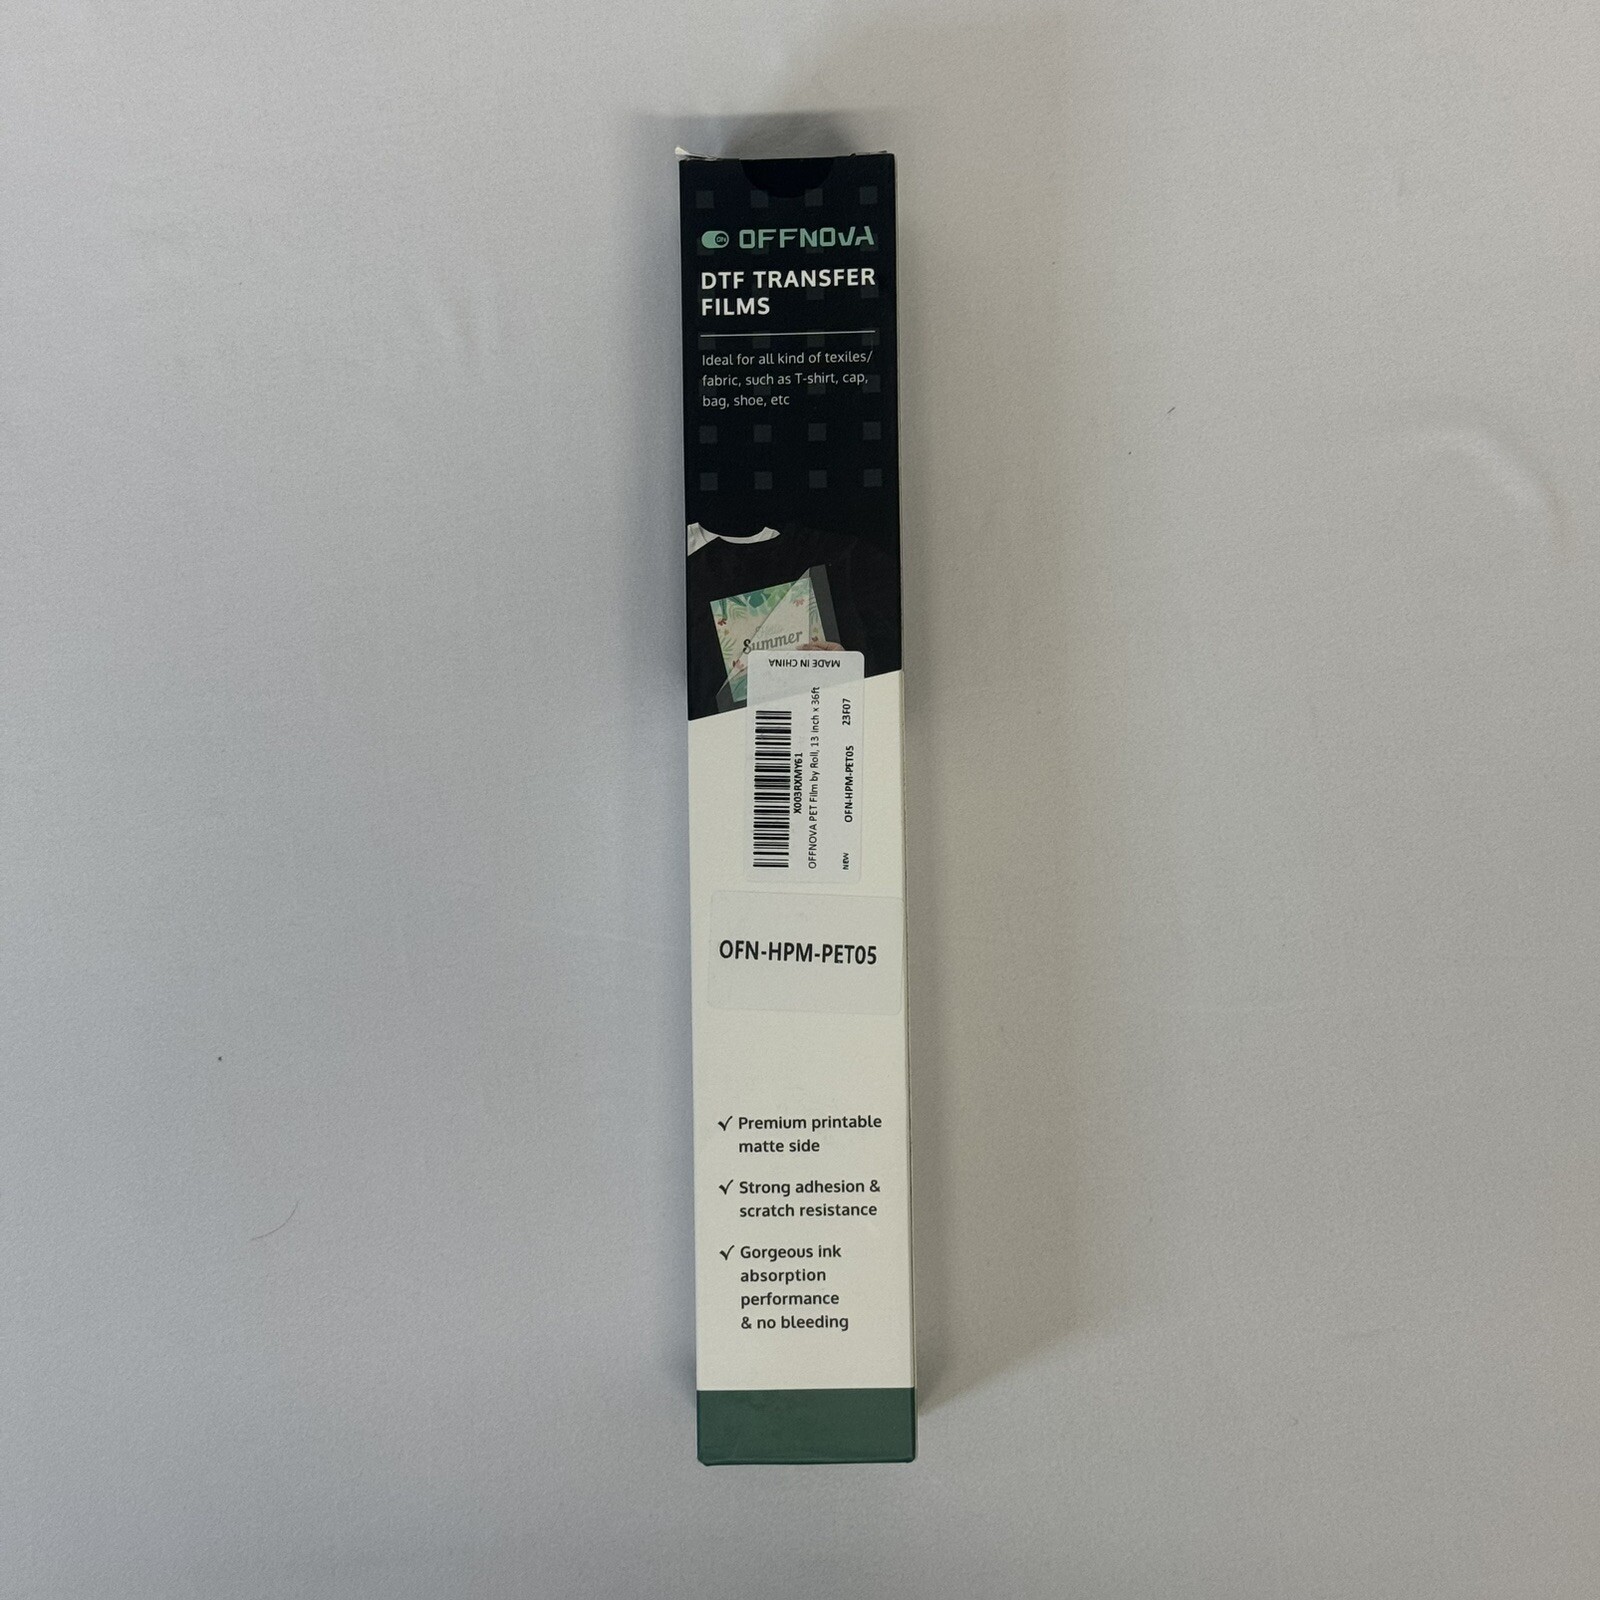 ON OFFNOVA
DTF TRANSFER
FILMS
Ideal for all kind of texiles/
fabric, such as T-shirt, cap,
bag, shoe, etc
Summer
MADE IN CHINA
X003RXMY61
OFFNOVA PET Film by Roll, 13 inch x 36ft
NEW OFN-HPM-PET05 23F07
OFN-HPM-PET05
✓ Premium printable
matte side
✓ Strong adhesion &
scratch resistance
✓ Gorgeous ink
absorption
performance
& no bleeding